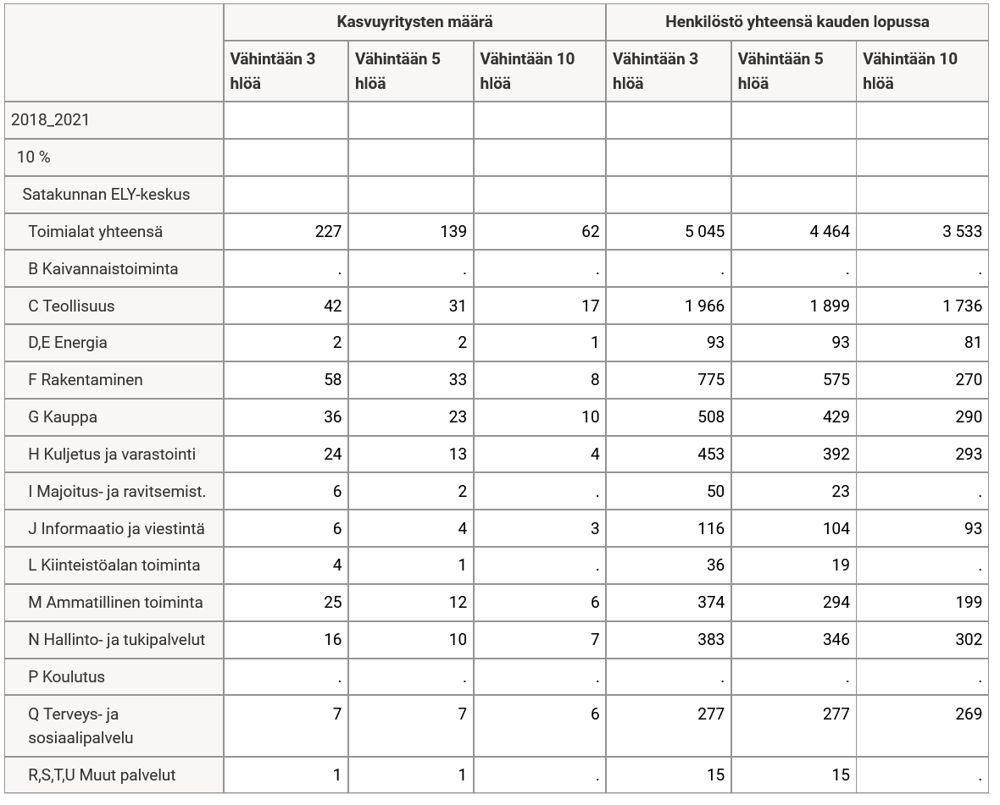 Kasvuyritysten määrä Henkilöstö yhteensä kauden lopussa
Vähintään 3 hlöä Vähintään 5 hlöä Vähintään 10 hlöä Vähintään 3 hlöä Vähintään 5 hlöä Vähintään 10 hlöä
2018_2021
10 %
Satakunnan ELY-keskus
Toimialat yhteensä 227 139 62 5 045 4 464 3 533
B Kaivannaistoiminta . . . . . .
C Teollisuus 42 31 17 1 966 1 899 1 736
D,E Energia 2 2 1 93 93 81
F Rakentaminen 58 33 8 775 575 270
G Kauppa 36 23 10 508 429 290
H Kuljetus ja varastointi 24 13 4 453 392 293
I Majoitus- ja ravitsemist. 6 2 . 50 23 .
J Informaatio ja viestintä 6 4 3 116 104 93
L Kiinteistöalan toiminta 4 1 . 36 19 .
M Ammatillinen toiminta 25 12 6 374 294 199
N Hallinto- ja tukipalvelut 16 10 7 383 346 302
P Koulutus . . . . . .
Q Terveys- ja sosiaalipalvelu 7 7 6 277 277 269
R,S,T,U Muut palvelut 1 1 . 15 15 .